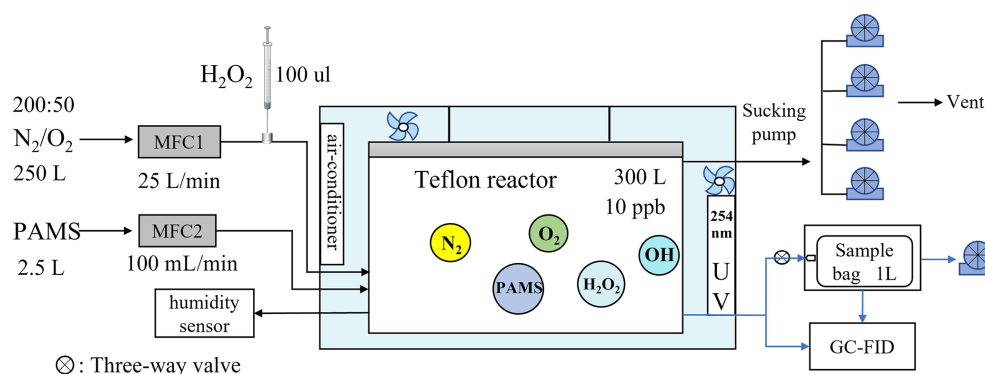 H₂O₂
100 ul
200:50
N₂/O₂
250 L
MFC1
25 L/min
PAMS
2.5 L
MFC2
100 mL/min
humidity
sensor
⊗: Three-way valve
air-conditioner
Teflon reactor
300 L
10 ppb
N₂
O₂
OH
PAMS
H₂O₂
254
nm
U
V
Sucking
pump
Vent
Sample
bag 1L
GC-FID